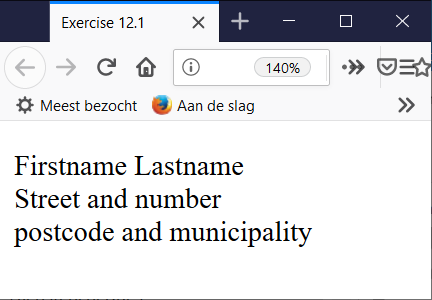 Exercise 12.1
140%
Meest bezocht Aan de slag
Firstname Lastname
Street and number
postcode and municipality